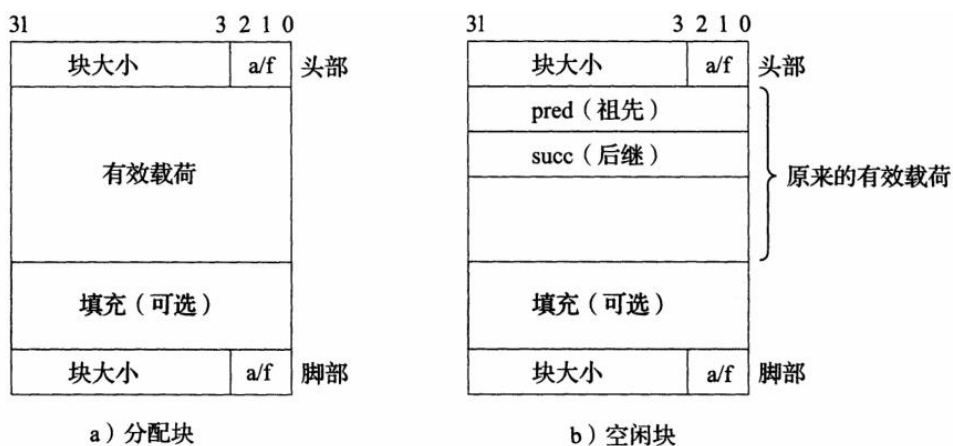 31 3 2 1 0
块大小 a/f 头部
有效载荷
填充（可选）
块大小 a/f 脚部
a）分配块
31 3 2 1 0
块大小 a/f 头部
pred（祖先）
succ（后继）
原来的有效载荷
填充（可选）
块大小 a/f 脚部
b）空闲块